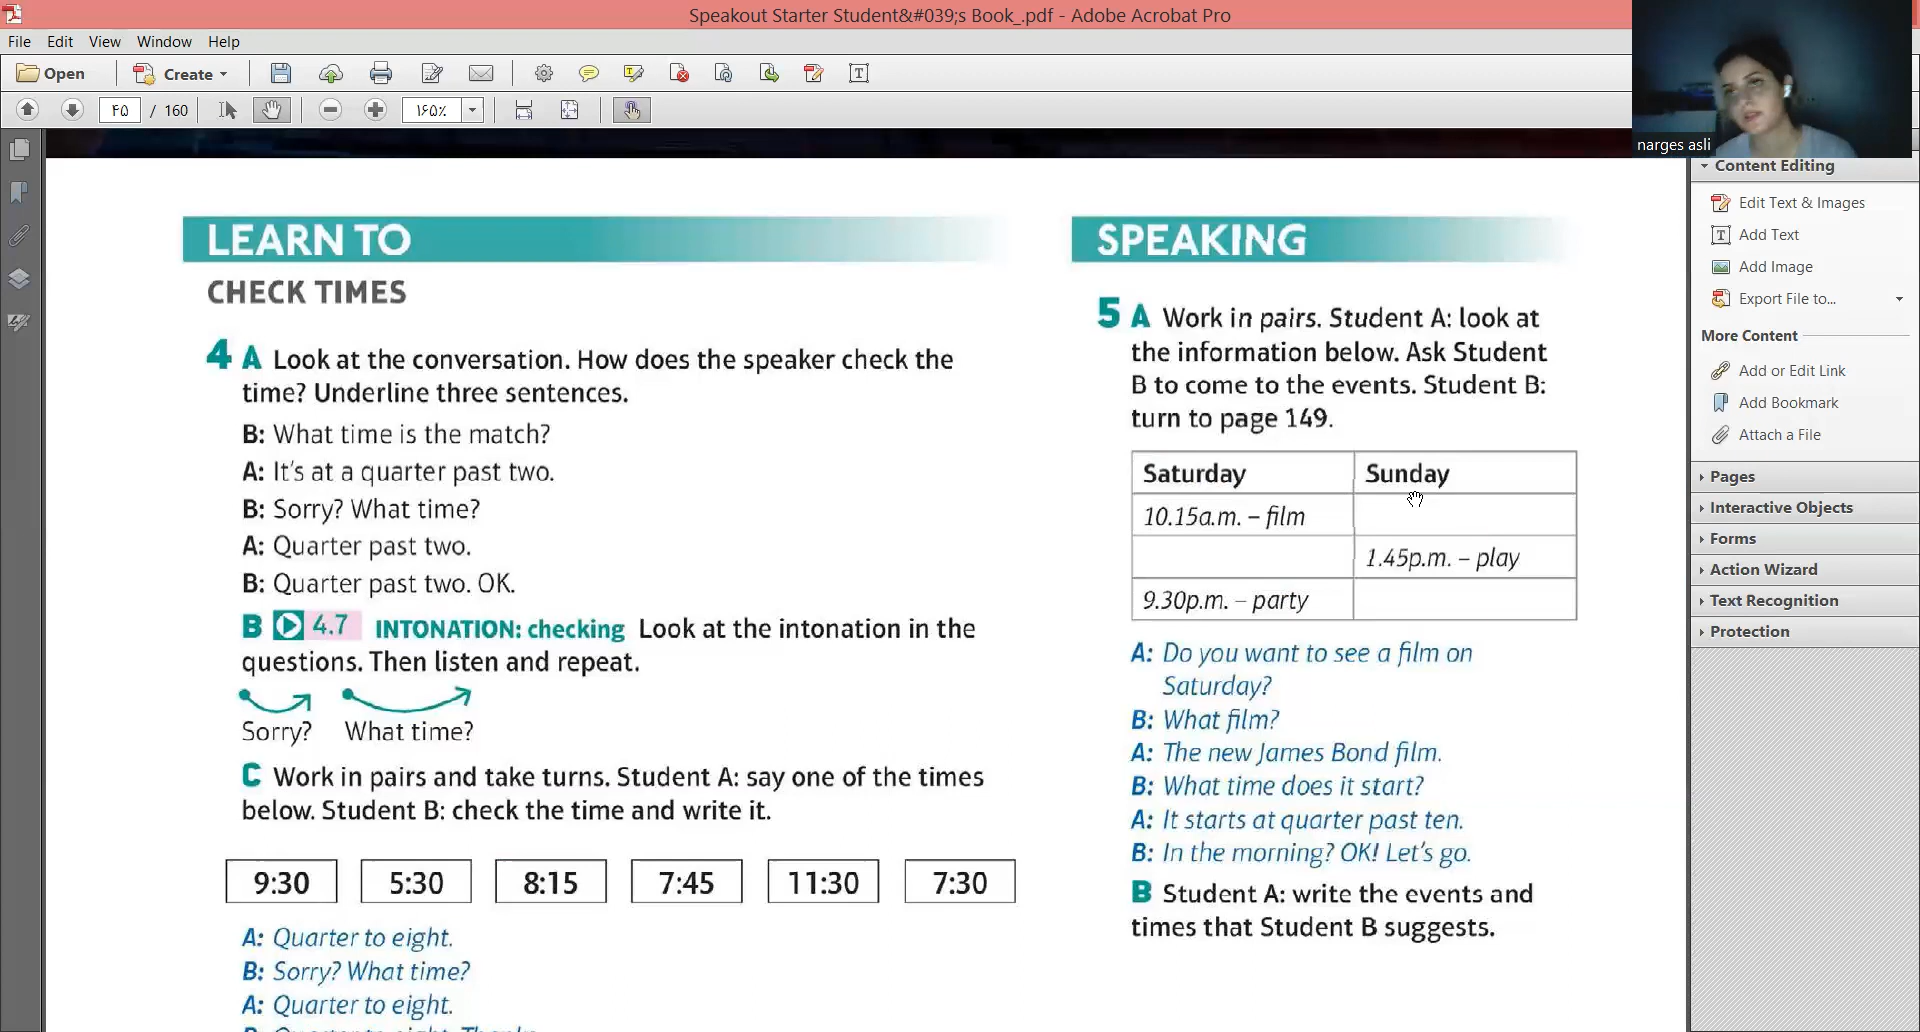 Speakout Starter Student&#039;s Book_.pdf - Adobe Acrobat Pro
File Edit View Window Help
Open Create
۴۵ / 160 ۱۶۵٪
narges asli
LEARN TO
CHECK TIMES
4 A Look at the conversation. How does the speaker check the
time? Underline three sentences.
B: What time is the match?
A: It's at a quarter past two.
B: Sorry? What time?
A: Quarter past two.
B: Quarter past two. OK.
B 4.7 INTONATION: checking Look at the intonation in the
questions. Then listen and repeat.
Sorry? What time?
C Work in pairs and take turns. Student A: say one of the times
below. Student B: check the time and write it.
9:30 5:30 8:15 7:45 11:30 7:30
A: Quarter to eight.
B: Sorry? What time?
A: Quarter to eight.
SPEAKING
5 A Work in pairs. Student A: look at
the information below. Ask Student
B to come to the events. Student B:
turn to page 149.
Saturday Sunday
10.15a.m. – film
1.45p.m. – play
9.30p.m. – party
A: Do you want to see a film on
Saturday?
B: What film?
A: The new James Bond film.
B: What time does it start?
A: It starts at quarter past ten.
B: In the morning? OK! Let's go.
B Student A: write the events and
times that Student B suggests.
Content Editing
Edit Text & Images
Add Text
Add Image
Export File to...
More Content
Add or Edit Link
Add Bookmark
Attach a File
Pages
Interactive Objects
Forms
Action Wizard
Text Recognition
Protection